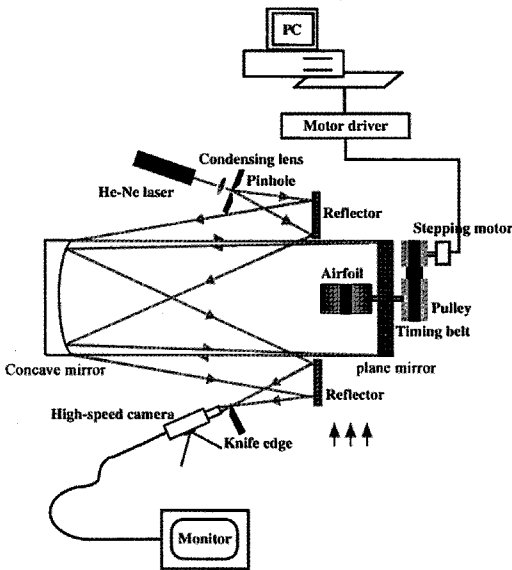 PC
Motor driver
Condensing lens
Pinhole
He-Ne laser
Reflector
Stepping motor
Airfoil
Pulley
Timing belt
Concave mirror
plane mirror
Reflector
High-speed camera
Knife edge
Monitor